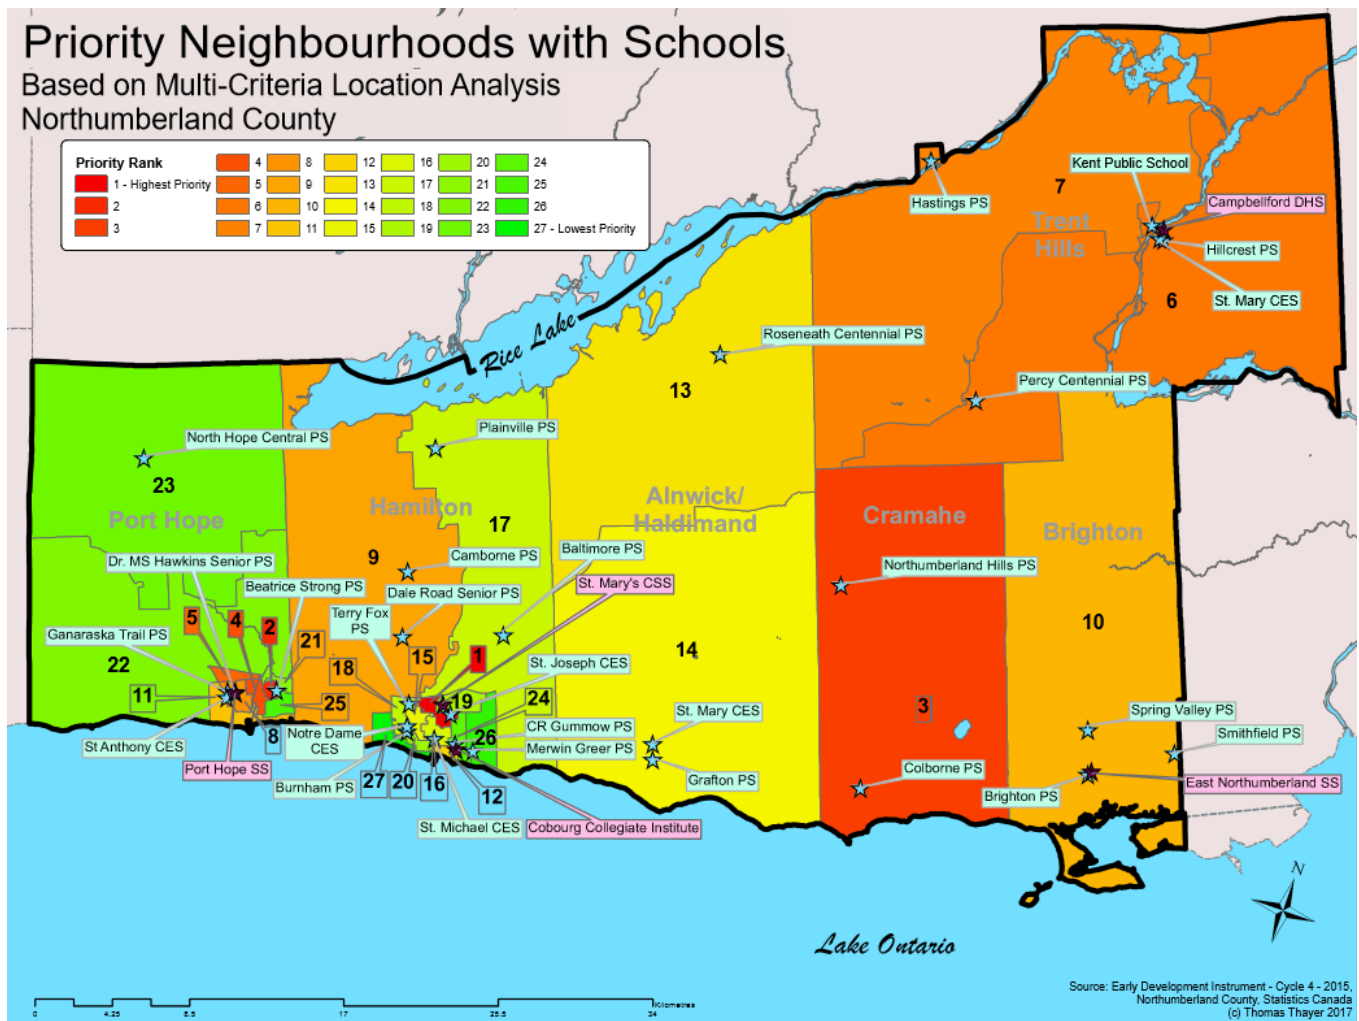 Priority Neighbourhoods with Schools
Based on Multi-Criteria Location Analysis
Northumberland County
Priority Rank
1 - Highest Priority
2
3
4
5
6
7
8
9
10
11
12
13
14
15
16
17
18
19
20
21
22
23
24
25
26
27 - Lowest Priority
Kent Public School
7
Hastings PS
Campbellford DHS
Trent
Hills
Hillcrest PS
6
St. Mary CES
Rice Lake
Roseneath Centennial PS
13
Percy Centennial PS
Plainville PS
North Hope Central PS
23
Port Hope
Hamilton
17
Alnwick/
Haldimand
Cramahe
Brighton
9
Camborne PS
Baltimore PS
Dr. MS Hawkins Senior PS
Beatrice Strong PS
Dale Road Senior PS
St. Mary's CSS
Northumberland Hills PS
Terry Fox
PS
5
4
2
Ganaraska Trail PS
21
10
22
18
15
1
14
St. Joseph CES
11
25
19
24
3
St. Mary CES
Spring Valley PS
8
Notre Dame
CES
26
CR Gummow PS
Smithfield PS
St Anthony CES
Merwin Greer PS
Port Hope SS
Burnham PS
27
20
16
12
Grafton PS
Colborne PS
Brighton PS
East Northumberland SS
St. Michael CES
Cobourg Collegiate Institute
N
Lake Ontario
Source: Early Development Instrument - Cycle 4 - 2015,
Northumberland County, Statistics Canada
(c) Thomas Thayer 2017
Kilometres
0 4.25 8.5 17 25.5 34